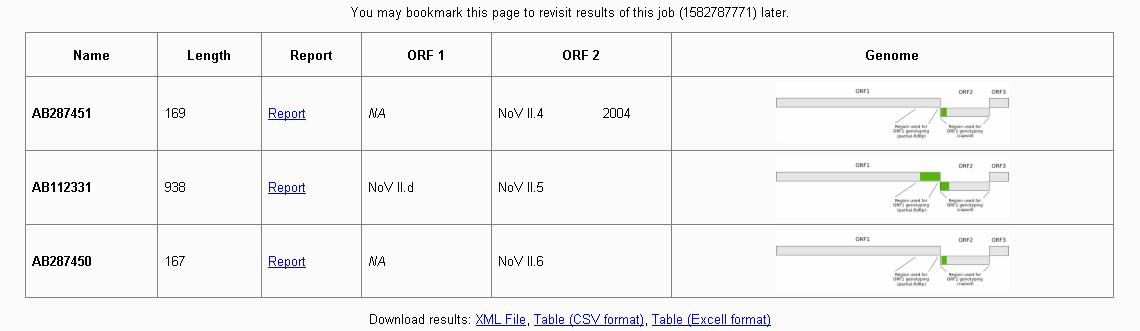 You may bookmark this page to revisit results of this job (1582787771) later.
Name Length Report ORF 1 ORF 2 Genome
AB287451 169 Report NA NoV II.4 2004
ORF1 ORF2 ORF3
Region used for ORF1 genotyping (partial RdRp) Region used for ORF2 genotyping (capsid)
AB112331 938 Report NoV II.d NoV II.5
ORF1 ORF2 ORF3
Region used for ORF1 genotyping (partial RdRp) Region used for ORF2 genotyping (capsid)
AB287450 167 Report NA NoV II.6
ORF1 ORF2 ORF3
Region used for ORF1 genotyping (partial RdRp) Region used for ORF2 genotyping (capsid)
Download results: XML File, Table (CSV format), Table (Excell format)